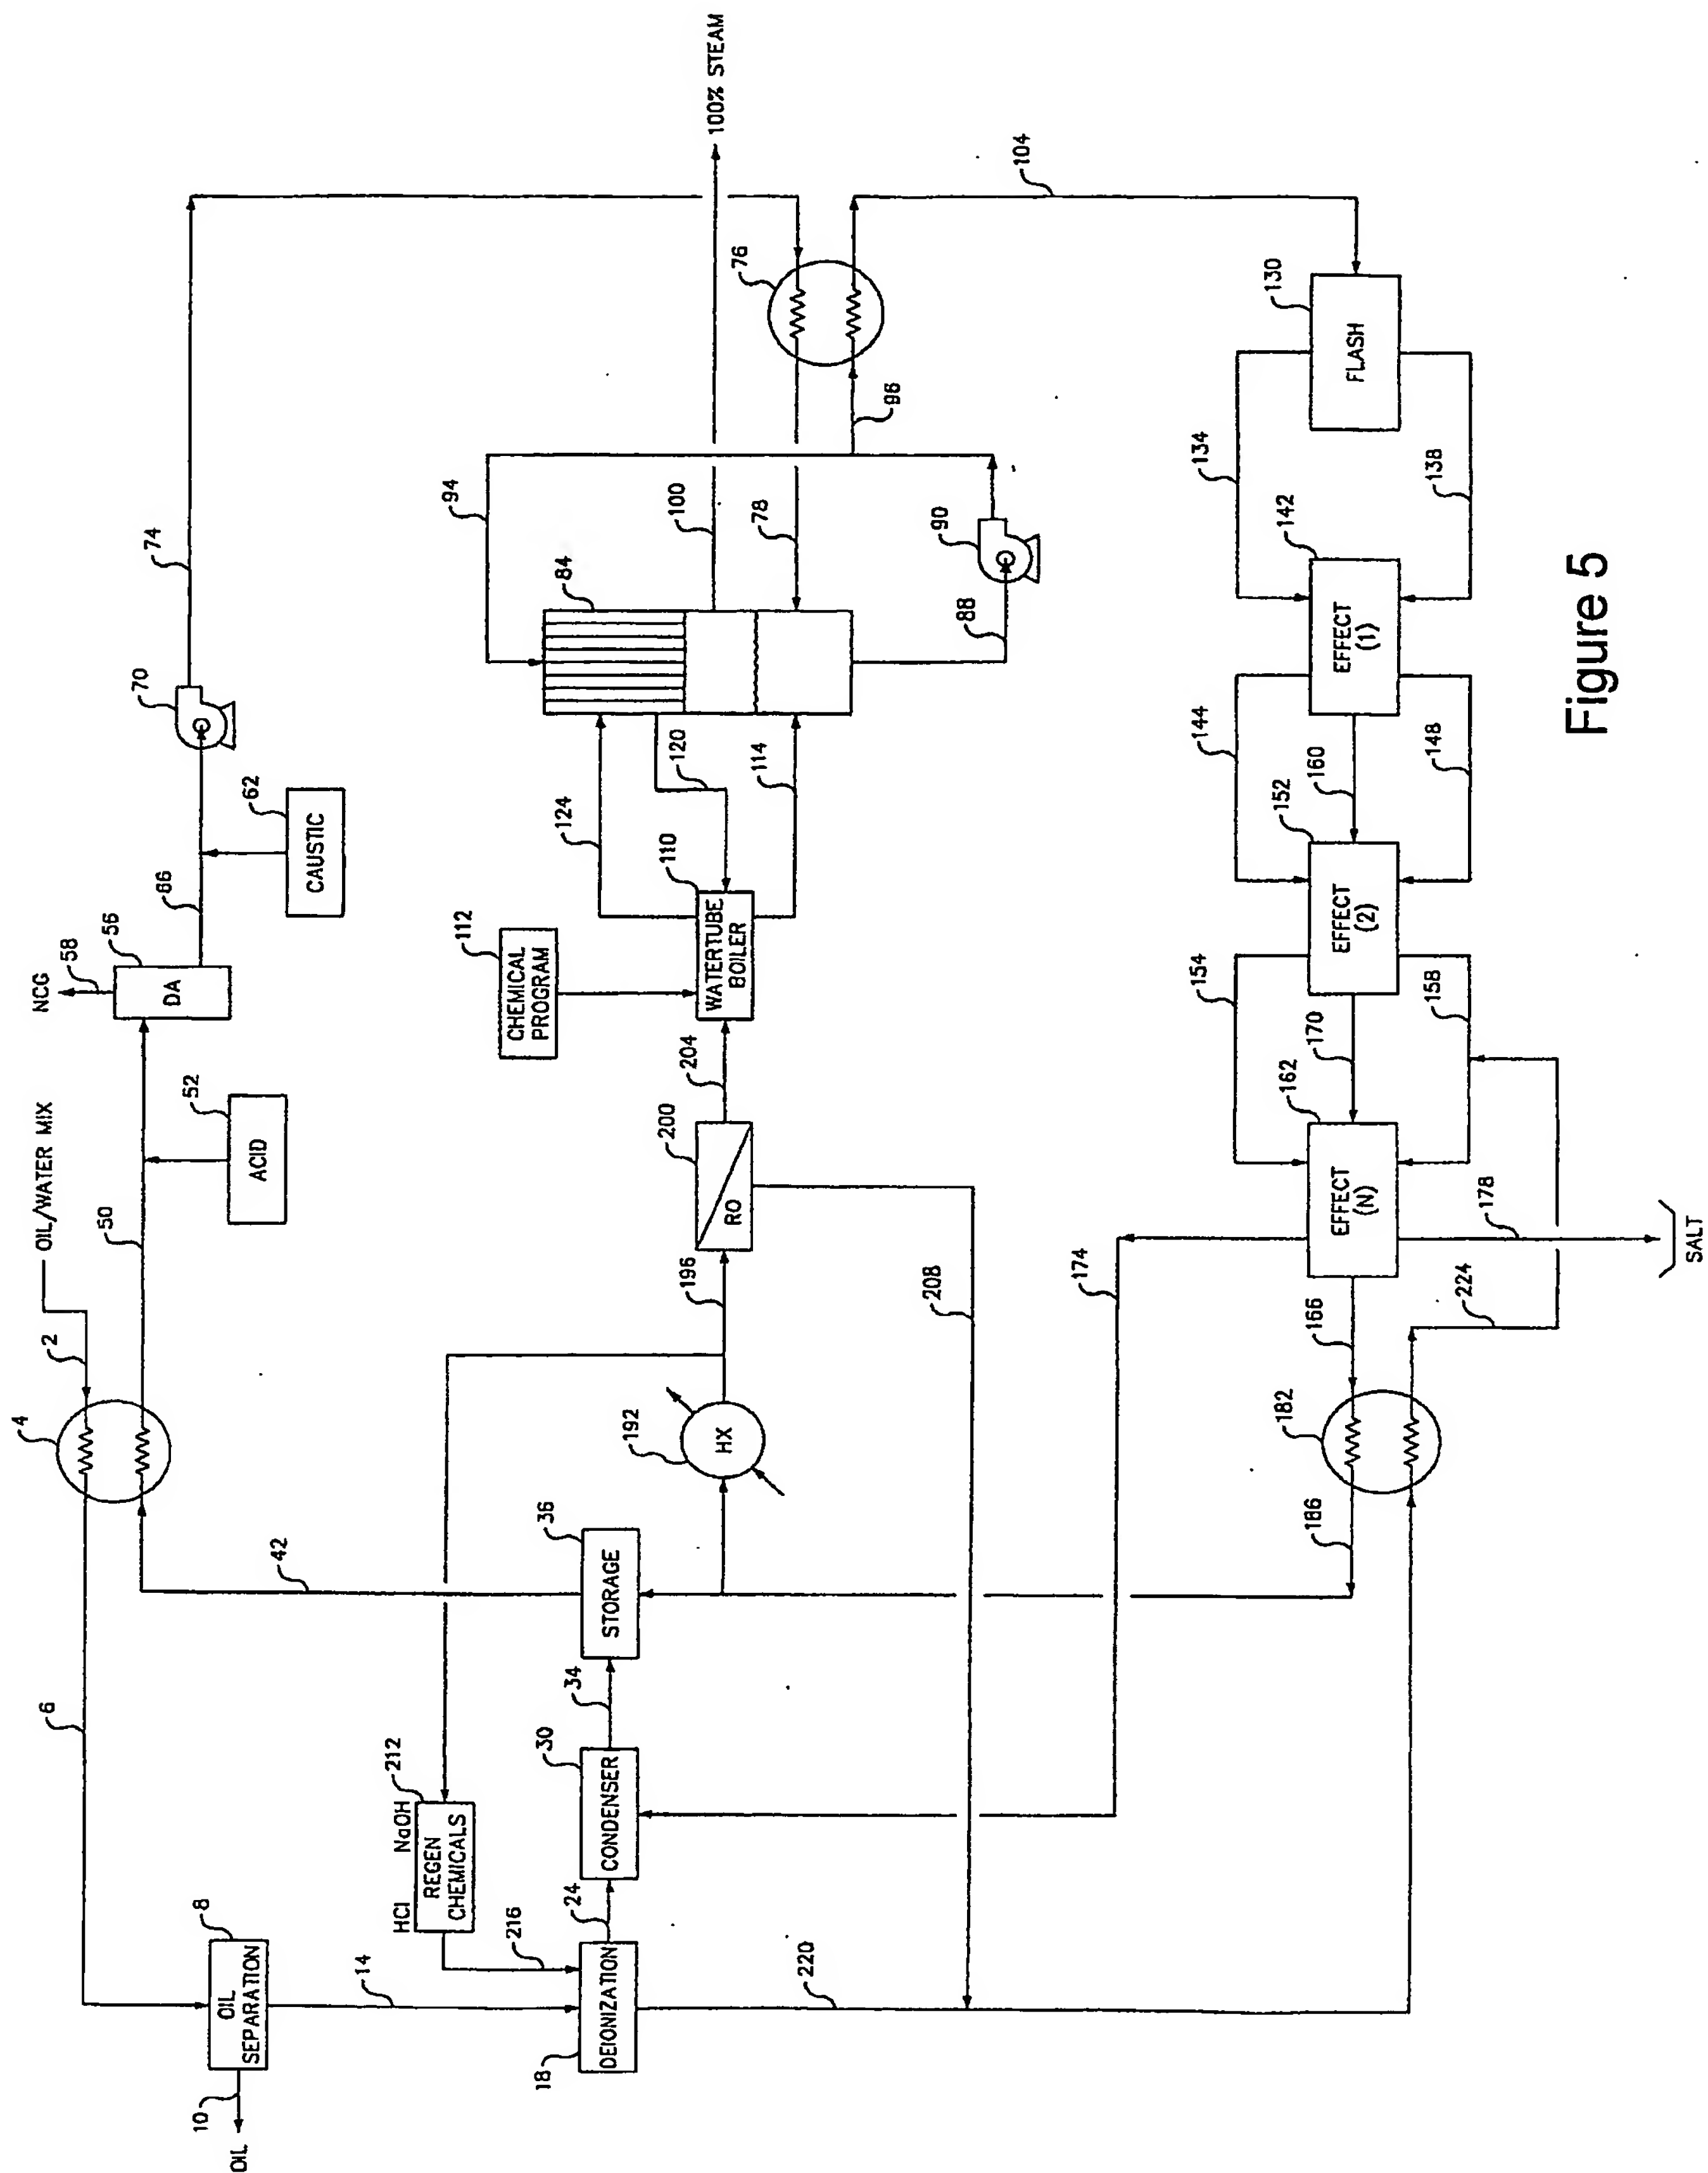 4
2
OIL/WATER MIX
50
NCG
58
6
42
52
ACID
56
DA
66
62
CAUSTIC
70
74
OIL
10
8
OIL
SEPARATION
14
HCl
NaOH
212
REGEN
CHEMICALS
216
112
CHEMICAL
PROGRAM
124
94
18
DEIONIZATION
24
30
CONDENSER
34
36
STORAGE
192
HX
196
200
RO
204
110
WATERTUBE
BOILER
120
114
84
100
78
100% STEAM
76
96
220
208
88
90
104
174
154
144
134
186
182
166
162
EFFECT
(N)
170
152
EFFECT
(2)
160
142
EFFECT
(1)
130
FLASH
224
178
158
148
138
SALT
Figure 5